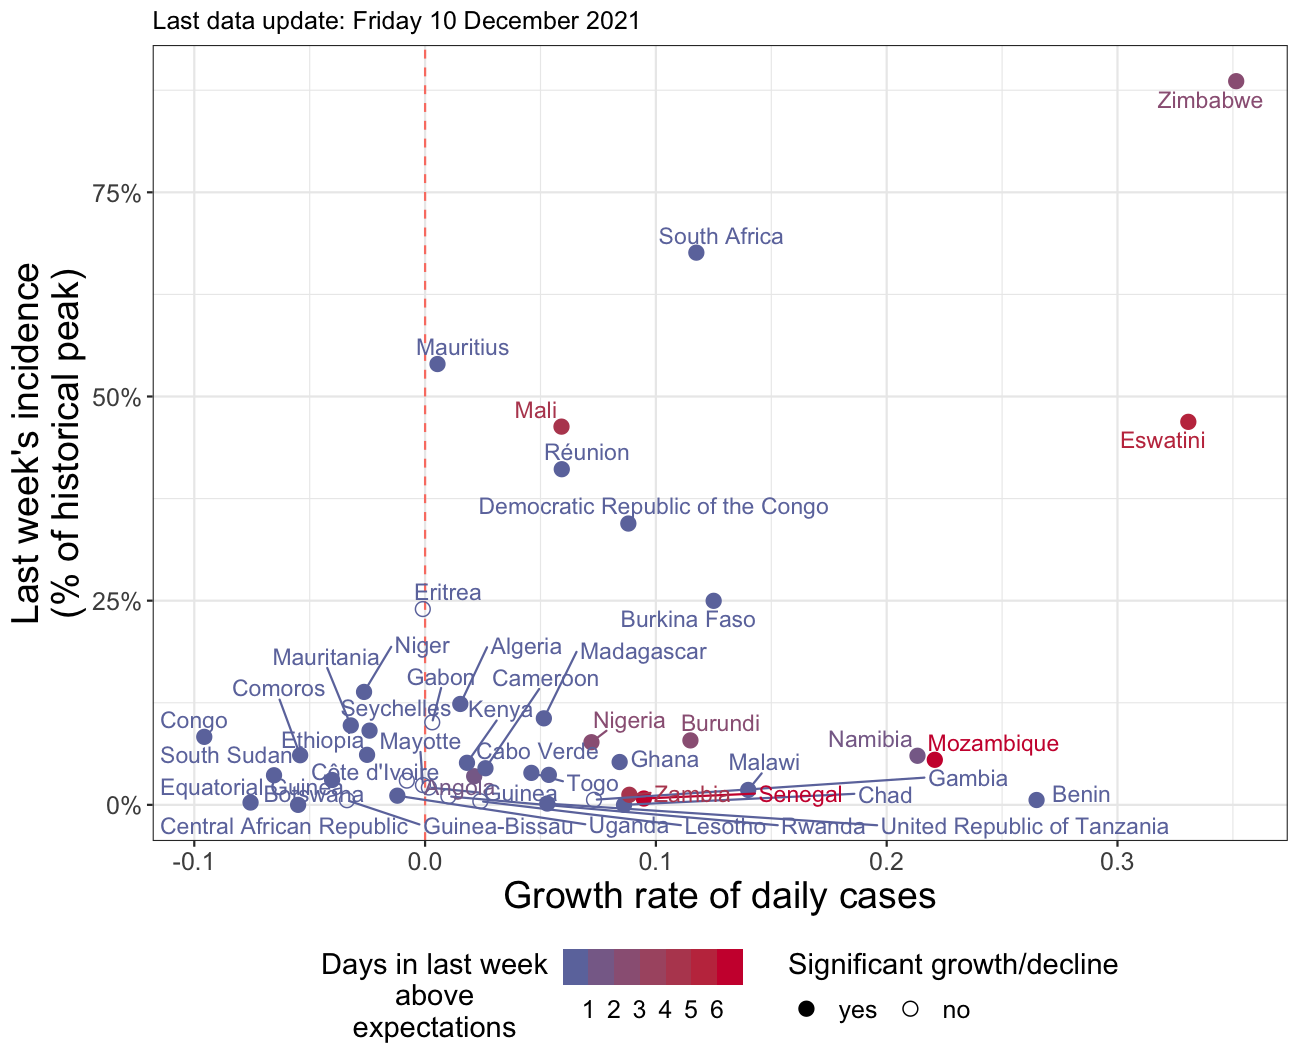 Last data update: Friday 10 December 2021
Last week's incidence
(% of historical peak)
75%
50%
25%
0%
Zimbabwe
South Africa
Mauritius
Mali
Eswatini
Réunion
Democratic Republic of the Congo
Eritrea
Burkina Faso
Niger
Algeria
Madagascar
Mauritania
Gabon
Cameroon
Comoros
Seychelles
Kenya
Congo
Nigeria
Burundi
Ethiopia
Mayotte
Namibia
Mozambique
South Sudan
Cabo Verde
Ghana
Malawi
Côte d'Ivoire
Togo
Gambia
Equatorial Guinea
Angola
Botswana
Guinea
Zambia
Senegal
Chad
Benin
Central African Republic
Guinea-Bissau
Uganda
Lesotho
Rwanda
United Republic of Tanzania
-0.1
0.0
0.1
0.2
0.3
Growth rate of daily cases
Days in last week
above
expectations
1 2 3 4 5 6
Significant growth/decline
yes
no